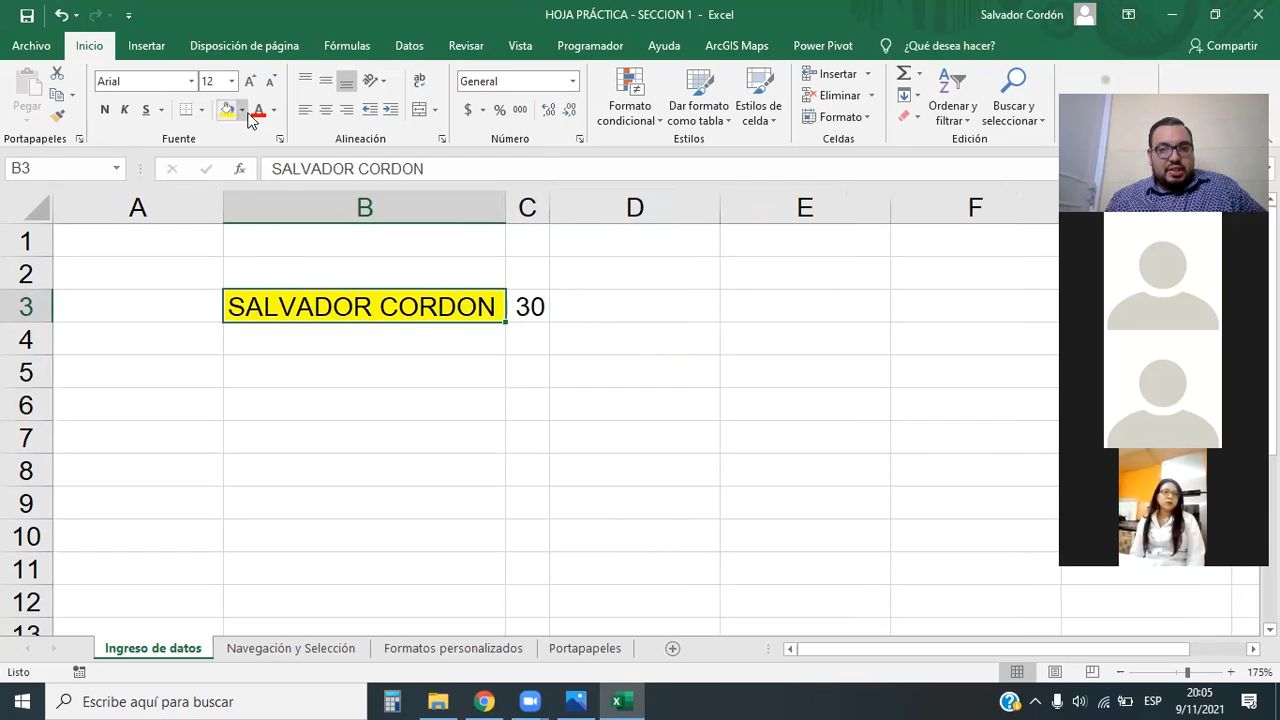 HOJA PRÁCTICA - SECCION 1 - Excel
Salvador Cordón
Archivo Inicio Insertar Disposición de página Fórmulas Datos Revisar Vista Programador Ayuda ArcGIS Maps Power Pivot ¿Qué desea hacer? Compartir
Pegar
Arial 12
N K S
General
$ % 000
Formato condicional
Dar formato como tabla
Estilos de celda
Insertar
Eliminar
Formato
Ordenar y filtrar
Buscar y seleccionar
Portapapeles Fuente Alineación Número Estilos Celdas Edición
B3 fx SALVADOR CORDON
A B C D E F
1
2
3 SALVADOR CORDON 30
4
5
6
7
8
9
10
11
12
13
Ingreso de datos Navegación y Selección Formatos personalizados Portapapeles
Listo 175%
Escribe aquí para buscar
ESP
20:05
9/11/2021